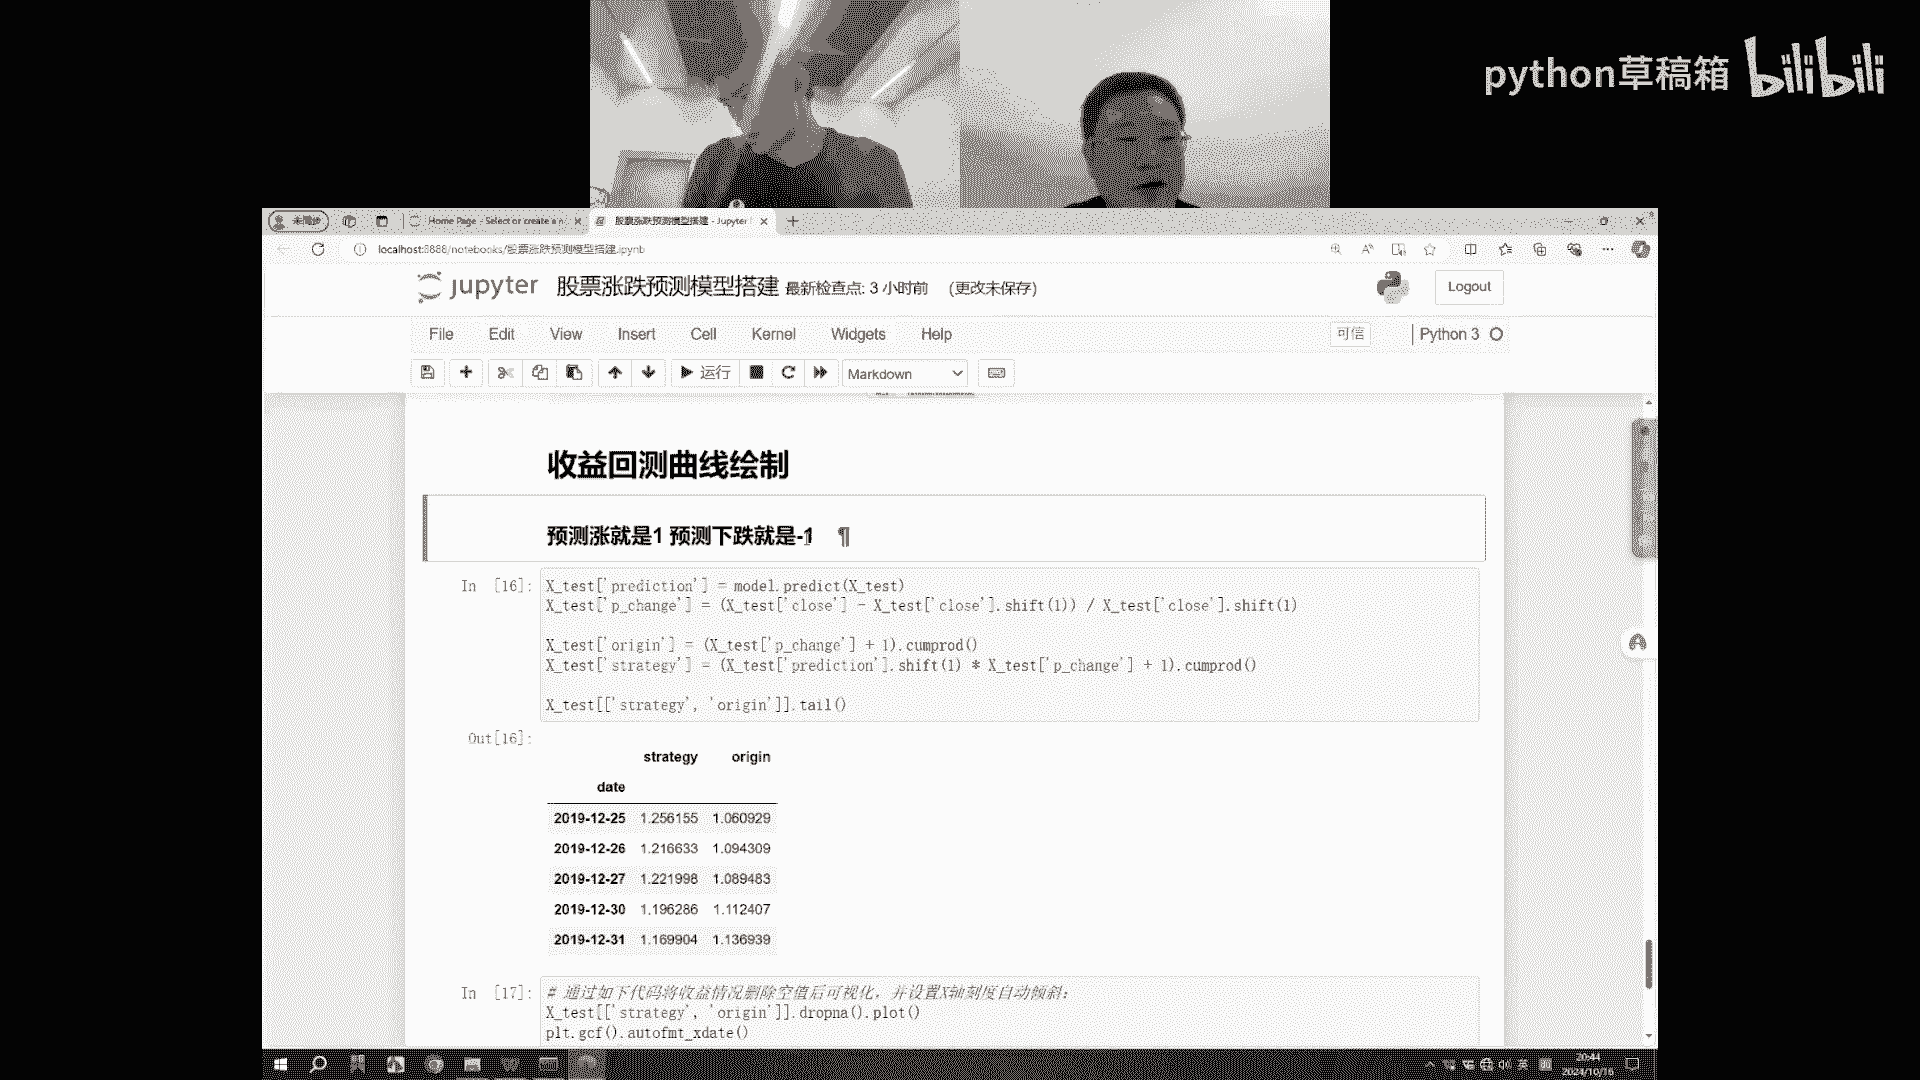 python草稿箱 bilibili
未同步
Home Page - Select or create a n
股票涨跌预测模型搭建 - Jupyter
localhost:8888/notebooks/股票涨跌预测模型搭建.ipynb
jupyter 股票涨跌预测模型搭建 最新检查点: 3 小时前 (更改未保存)
Logout
File Edit View Insert Cell Kernel Widgets Help
可信 Python 3
运行 Markdown
收益回测曲线绘制
预测涨就是1 预测下跌就是-1 ¶
In [16]:
X_test['prediction'] = model.predict(X_test)
X_test['p_change'] = (X_test['close'] - X_test['close'].shift(1)) / X_test['close'].shift(1)
X_test['origin'] = (X_test['p_change'] + 1).cumprod()
X_test['strategy'] = (X_test['prediction'].shift(1) * X_test['p_change'] + 1).cumprod()
X_test[['strategy', 'origin']].tail()
Out[16]:
strategy origin
date
2019-12-25 1.256155 1.060929
2019-12-26 1.216633 1.094309
2019-12-27 1.221998 1.089483
2019-12-30 1.196286 1.112407
2019-12-31 1.169904 1.136939
In [17]:
# 通过如下代码将收益情况删除空值后可视化，并设置X轴刻度自动倾斜：
X_test[['strategy', 'origin']].dropna().plot()
plt.gcf().autofmt_xdate()
英
20:44
2024/10/16